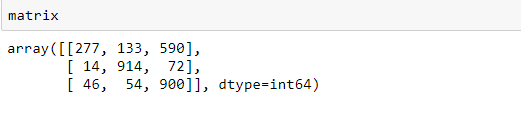 matrix
array([[277, 133, 590],
       [ 14, 914,  72],
       [ 46,  54, 900]], dtype=int64)